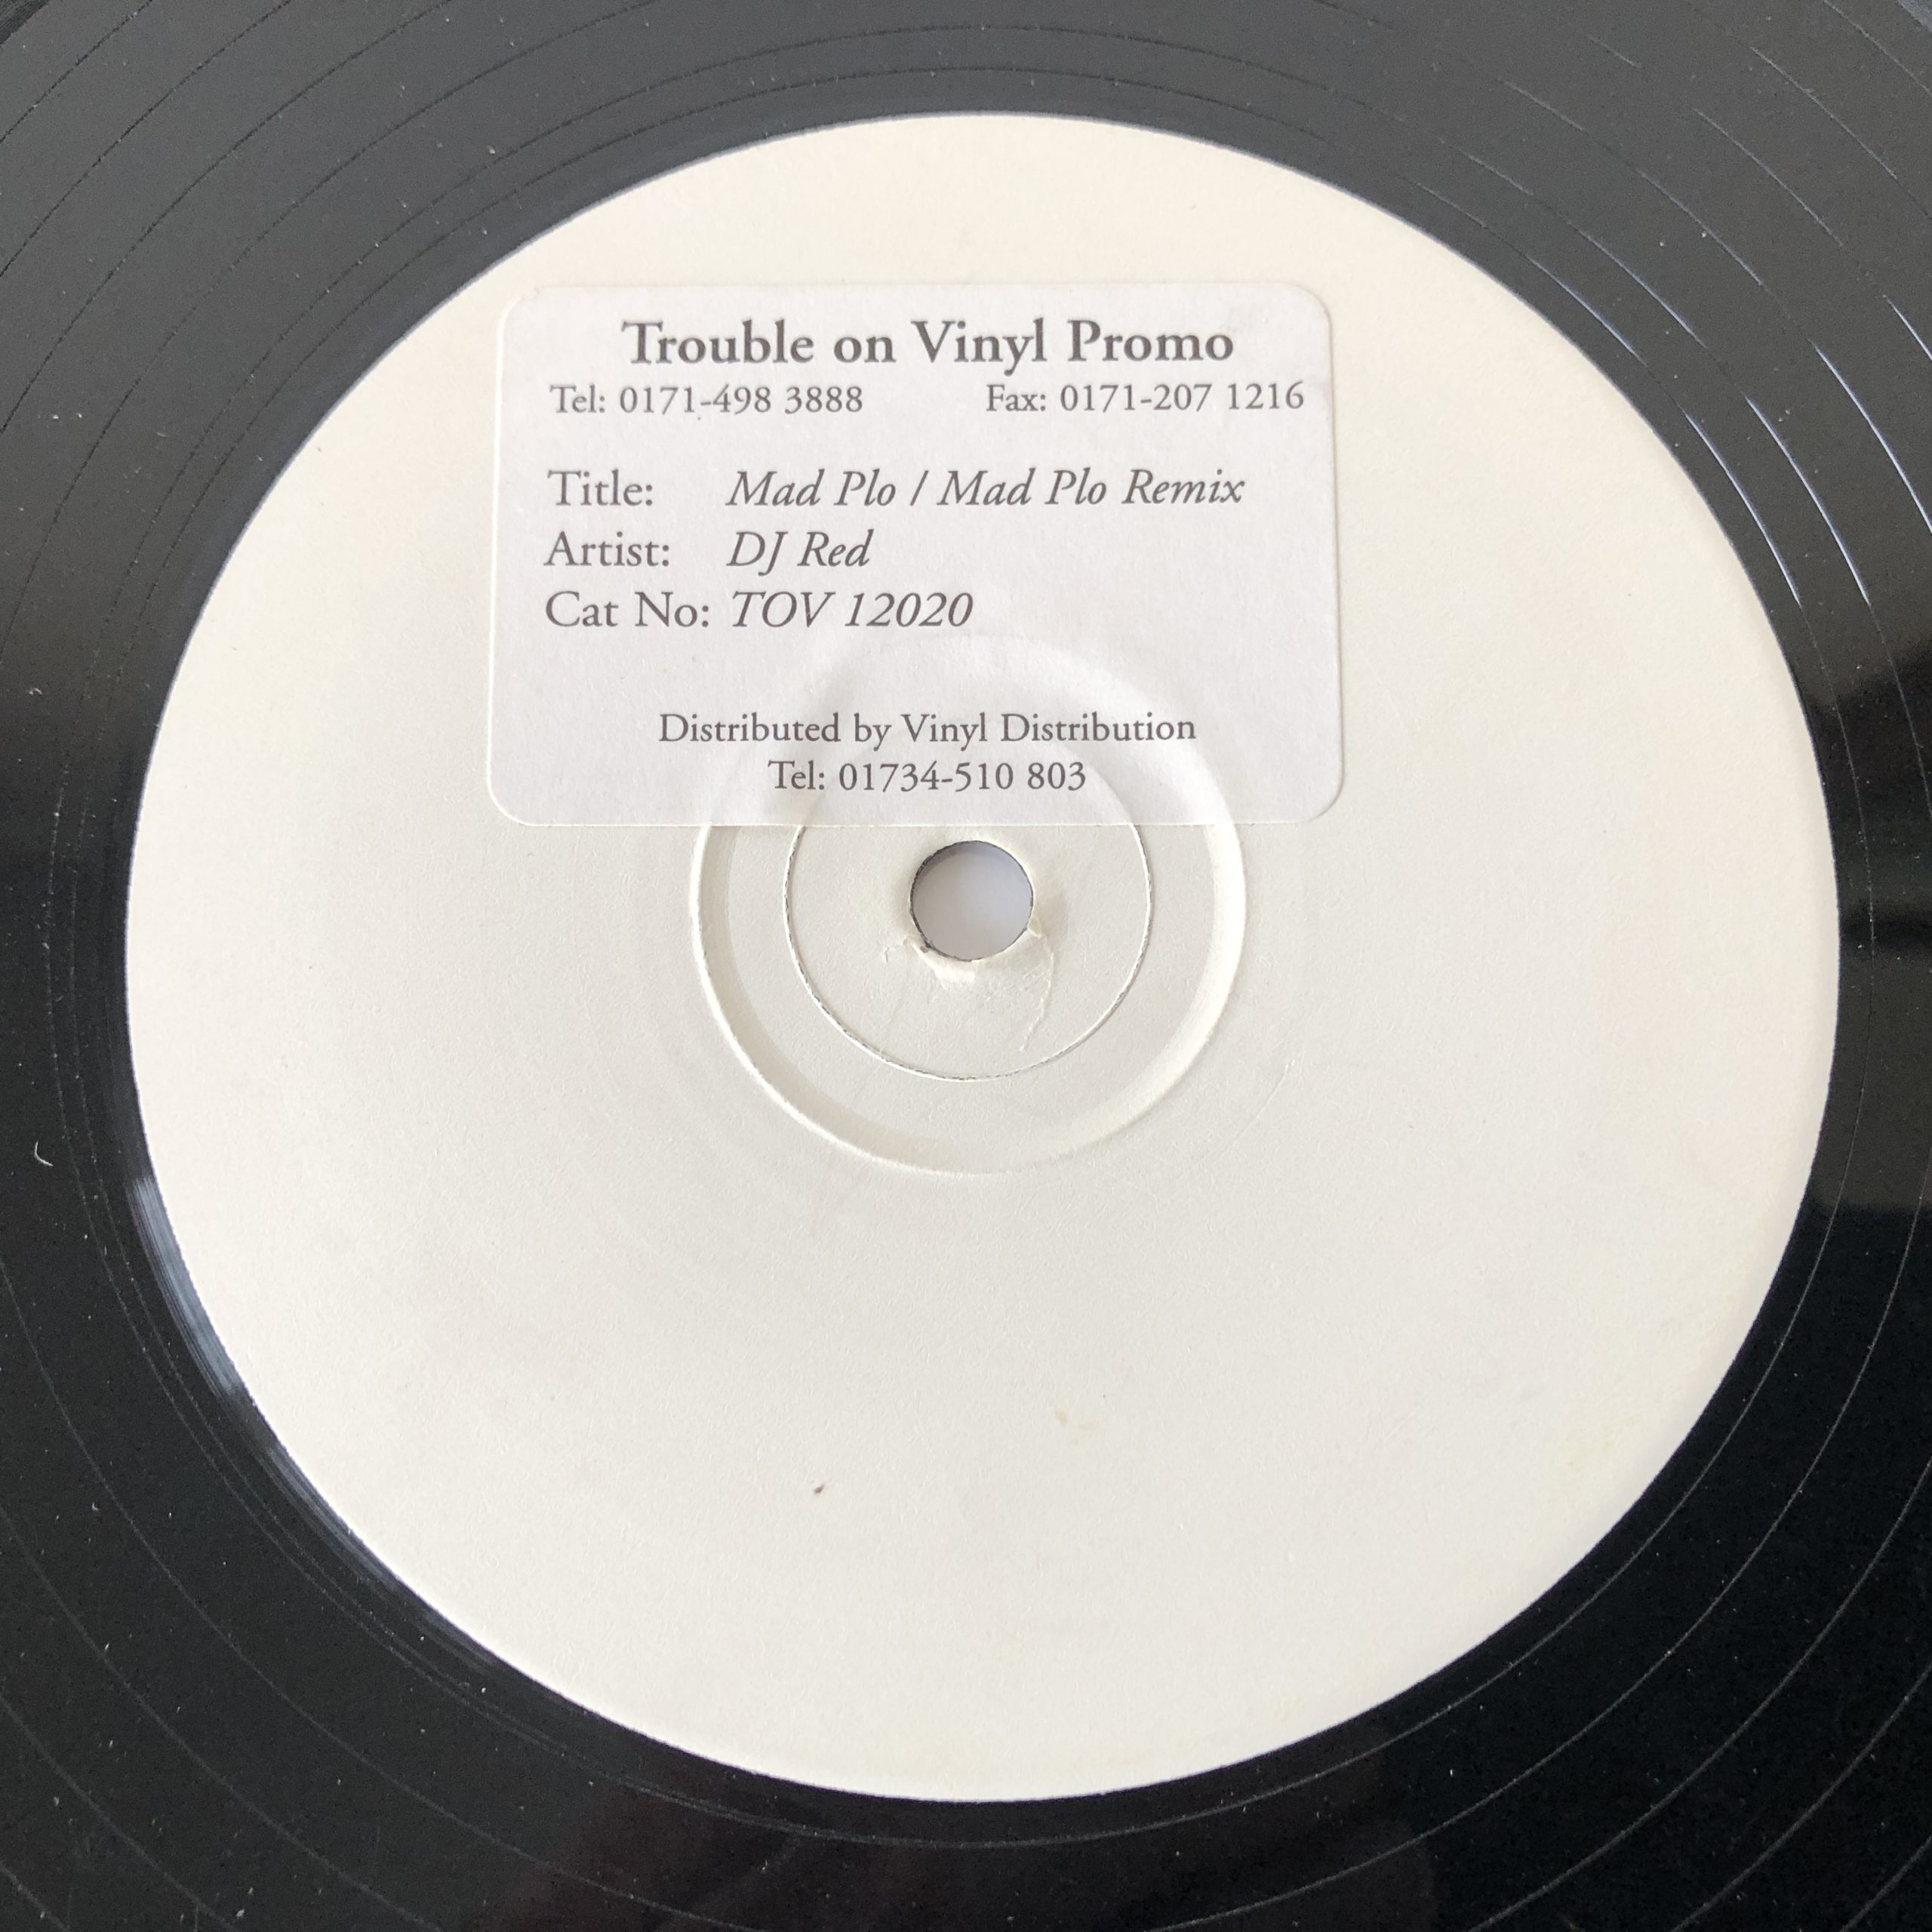 Trouble on Vinyl Promo
Tel: 0171-498 3888 Fax: 0171-207 1216
Title: Mad Plo / Mad Plo Remix
Artist: DJ Red
Cat No: TOV 12020
Distributed by Vinyl Distribution
Tel: 01734-510 803